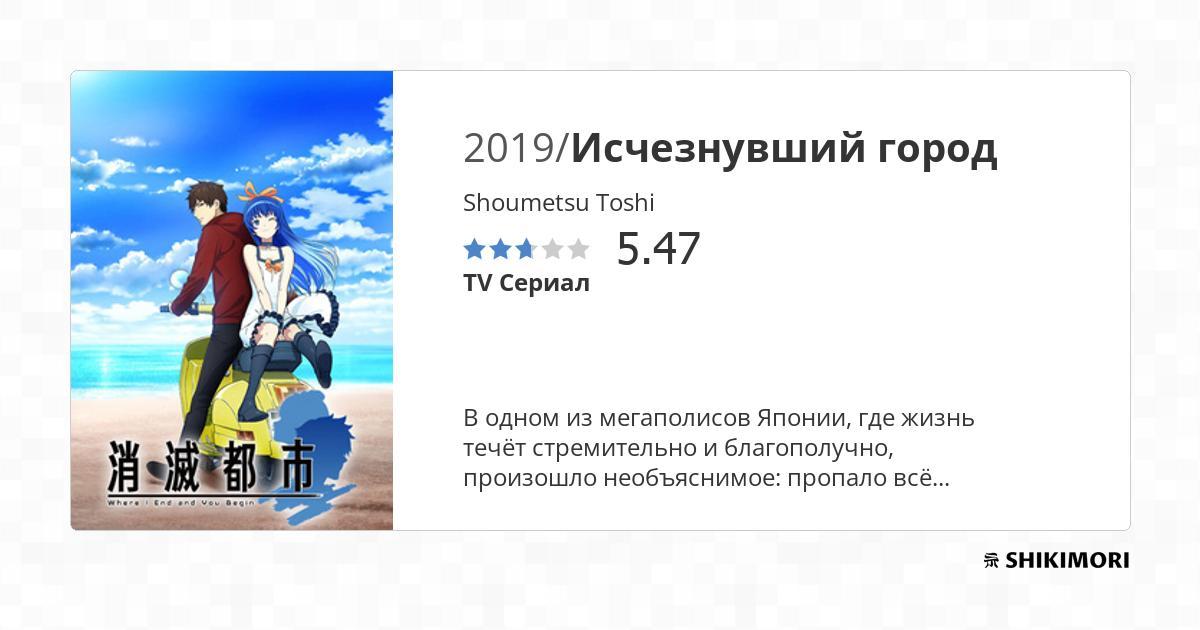 2019/Исчезнувший город
Shoumetsu Toshi
5.47
TV Сериал
В одном из мегаполисов Японии, где жизнь
течёт стремительно и благополучно,
произошло необъяснимое: пропало всё...
消滅都市
Where I End and You Begin
SHIKIMORI